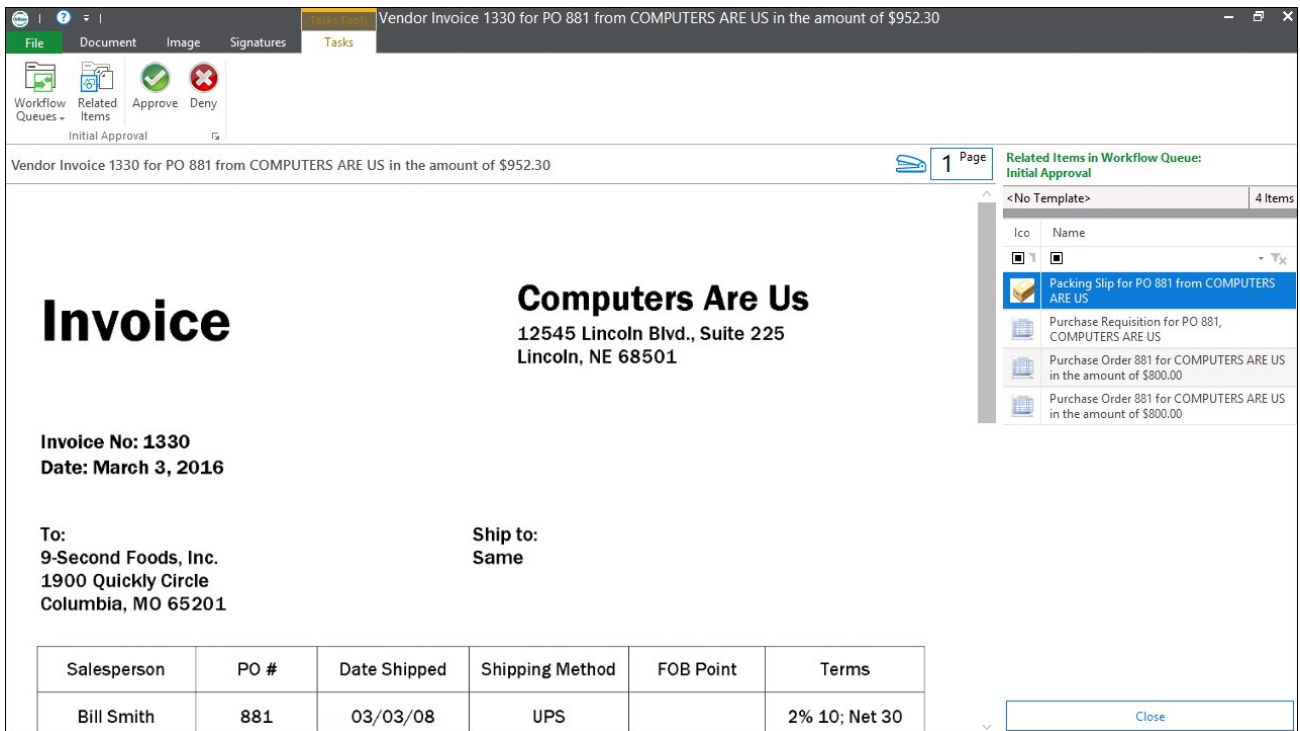 Tasks Tools
Vendor Invoice 1330 for PO 881 from COMPUTERS ARE US in the amount of $952.30
File Document Image Signatures Tasks
Workflow Queues
Related Items
Approve
Deny
Initial Approval
Vendor Invoice 1330 for PO 881 from COMPUTERS ARE US in the amount of $952.30
1 Page
Invoice
Computers Are Us
12545 Lincoln Blvd., Suite 225
Lincoln, NE 68501
Invoice No: 1330
Date: March 3, 2016
To:
9-Second Foods, Inc.
1900 Quickly Circle
Columbia, MO 65201
Ship to:
Same
Salesperson PO # Date Shipped Shipping Method FOB Point Terms
Bill Smith 881 03/03/08 UPS 2% 10; Net 30
Related Items in Workflow Queue:
Initial Approval
<No Template> 4 Items
Ico Name
Packing Slip for PO 881 from COMPUTERS
ARE US
Purchase Requisition for PO 881,
COMPUTERS ARE US
Purchase Order 881 for COMPUTERS ARE US
in the amount of $800.00
Purchase Order 881 for COMPUTERS ARE US
in the amount of $800.00
Close